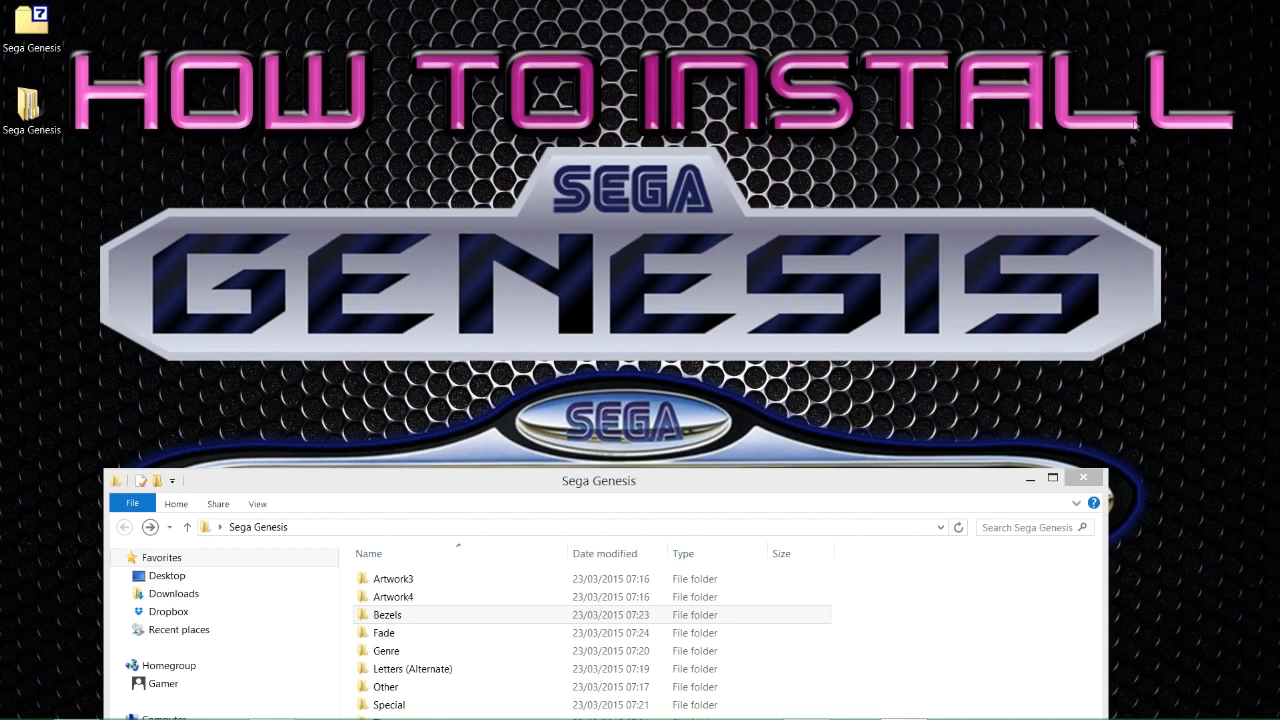 7
Sega Genesis
HOW TO INSTALL
Sega Genesis
SEGA
GENESIS
SEGA
Sega Genesis
File Home Share View
Sega Genesis
Search Sega Genesis
Name Date modified Type Size
Favorites
Desktop
Downloads
Dropbox
Recent places
Homegroup
Gamer
Artwork3 23/03/2015 07:16 File folder
Artwork4 23/03/2015 07:16 File folder
Bezels 23/03/2015 07:23 File folder
Fade 23/03/2015 07:24 File folder
Genre 23/03/2015 07:20 File folder
Letters (Alternate) 23/03/2015 07:19 File folder
Other 23/03/2015 07:17 File folder
Special 23/03/2015 07:21 File folder